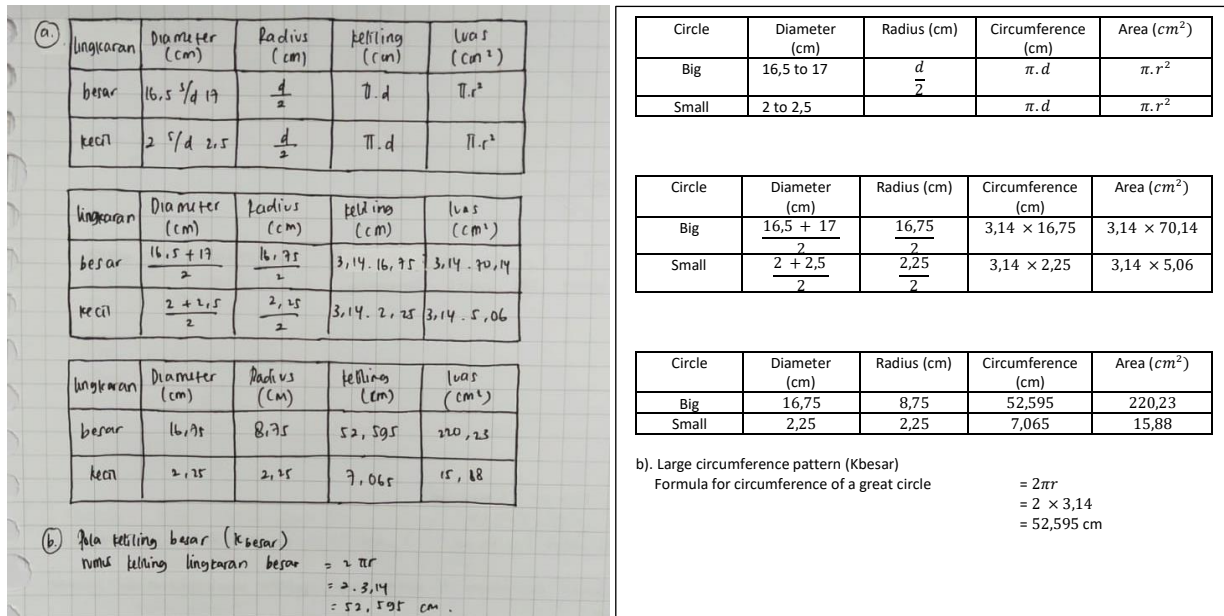 a.
lingkaran | Diameter (cm) | Radius (cm) | keliling (cm) | luas (cm²)
besar | 16,5 s/d 17 | d/2 | π.d | π.r²
kecil | 2 s/d 2,5 | d/2 | π.d | π.r²
lingkaran | Diameter (cm) | Radius (cm) | keliling (cm) | luas (cm²)
besar | 16,5 + 17 / 2 | 16,75 / 2 | 3,14 . 16,75 | 3,14 . 70,14
kecil | 2 + 2,5 / 2 | 2,25 / 2 | 3,14 . 2,25 | 3,14 . 5,06
lingkaran | Diameter (cm) | Radius (cm) | keliling (cm) | luas (cm²)
besar | 16,75 | 8,75 | 52,595 | 220,23
kecil | 2,25 | 2,25 | 7,065 | 15,88
b. Pola keliling besar (K besar)
rumus keliling lingkaran besar = 2 πr
= 2 . 3,14
= 52,595 cm.
Circle | Diameter (cm) | Radius (cm) | Circumference (cm) | Area (cm²)
Big | 16,5 to 17 | d/2 | π.d | π.r²
Small | 2 to 2,5 | | π.d | π.r²
Circle | Diameter (cm) | Radius (cm) | Circumference (cm) | Area (cm²)
Big | 16,5 + 17 / 2 | 16,75 / 2 | 3,14 × 16,75 | 3,14 × 70,14
Small | 2 + 2,5 / 2 | 2,25 / 2 | 3,14 × 2,25 | 3,14 × 5,06
Circle | Diameter (cm) | Radius (cm) | Circumference (cm) | Area (cm²)
Big | 16,75 | 8,75 | 52,595 | 220,23
Small | 2,25 | 2,25 | 7,065 | 15,88
b). Large circumference pattern (Kbesar)
Formula for circumference of a great circle = 2πr
= 2 × 3,14
= 52,595 cm